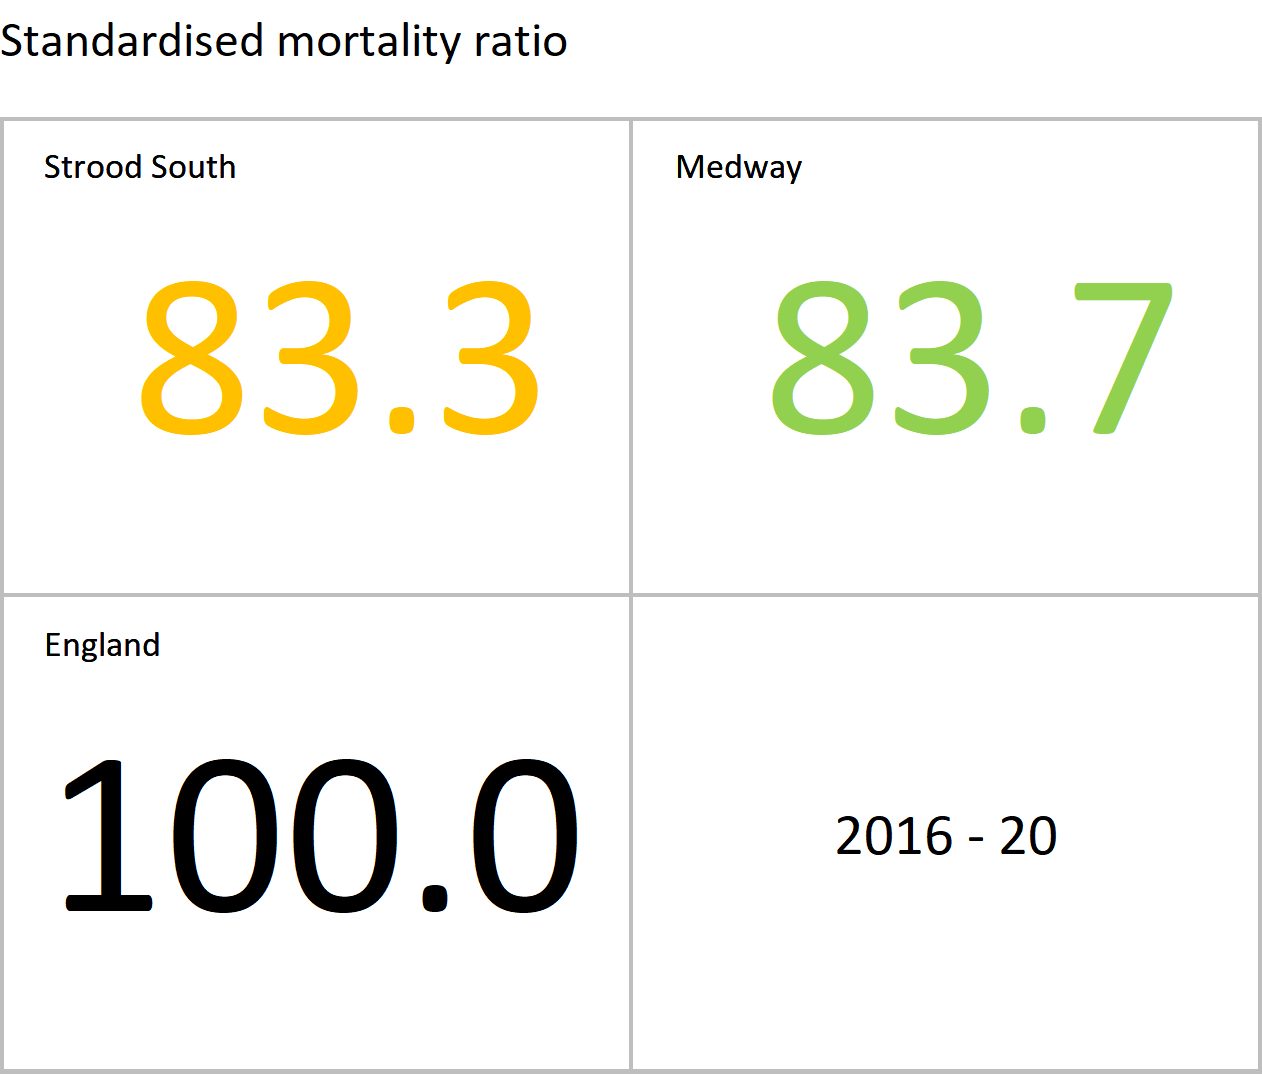 Standardised mortality ratio
Strood South
83.3
Medway
83.7
England
100.0
2016 - 20